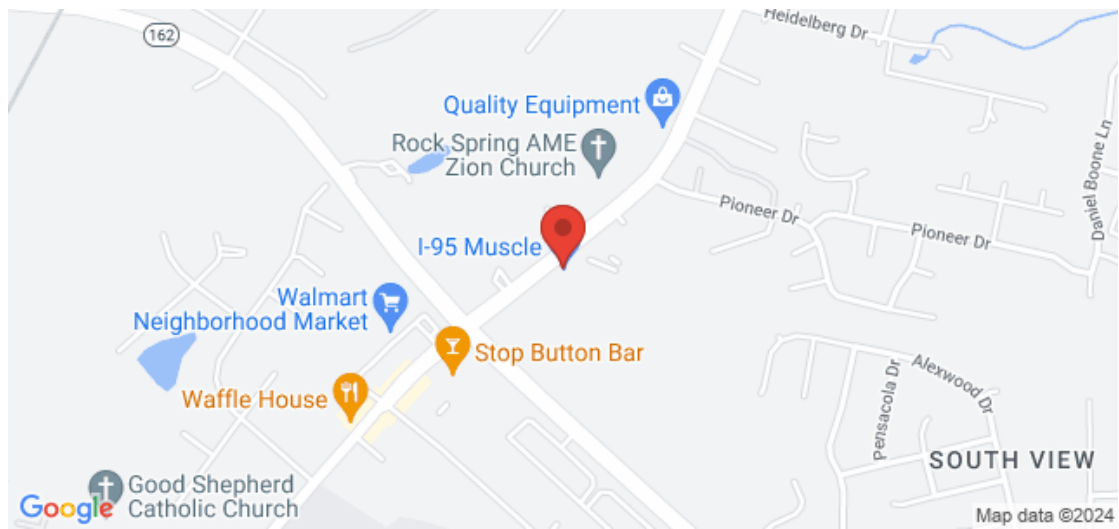 162
Heidelberg Dr
Quality Equipment
Rock Spring AME
Zion Church
Daniel Boone Ln
Pioneer Dr
Pioneer Dr
I-95 Muscle
Walmart
Neighborhood Market
Stop Button Bar
Waffle House
Alexwood Dr
Pensacola Dr
SOUTH VIEW
Good Shepherd
Catholic Church
Google
Map data ©2024